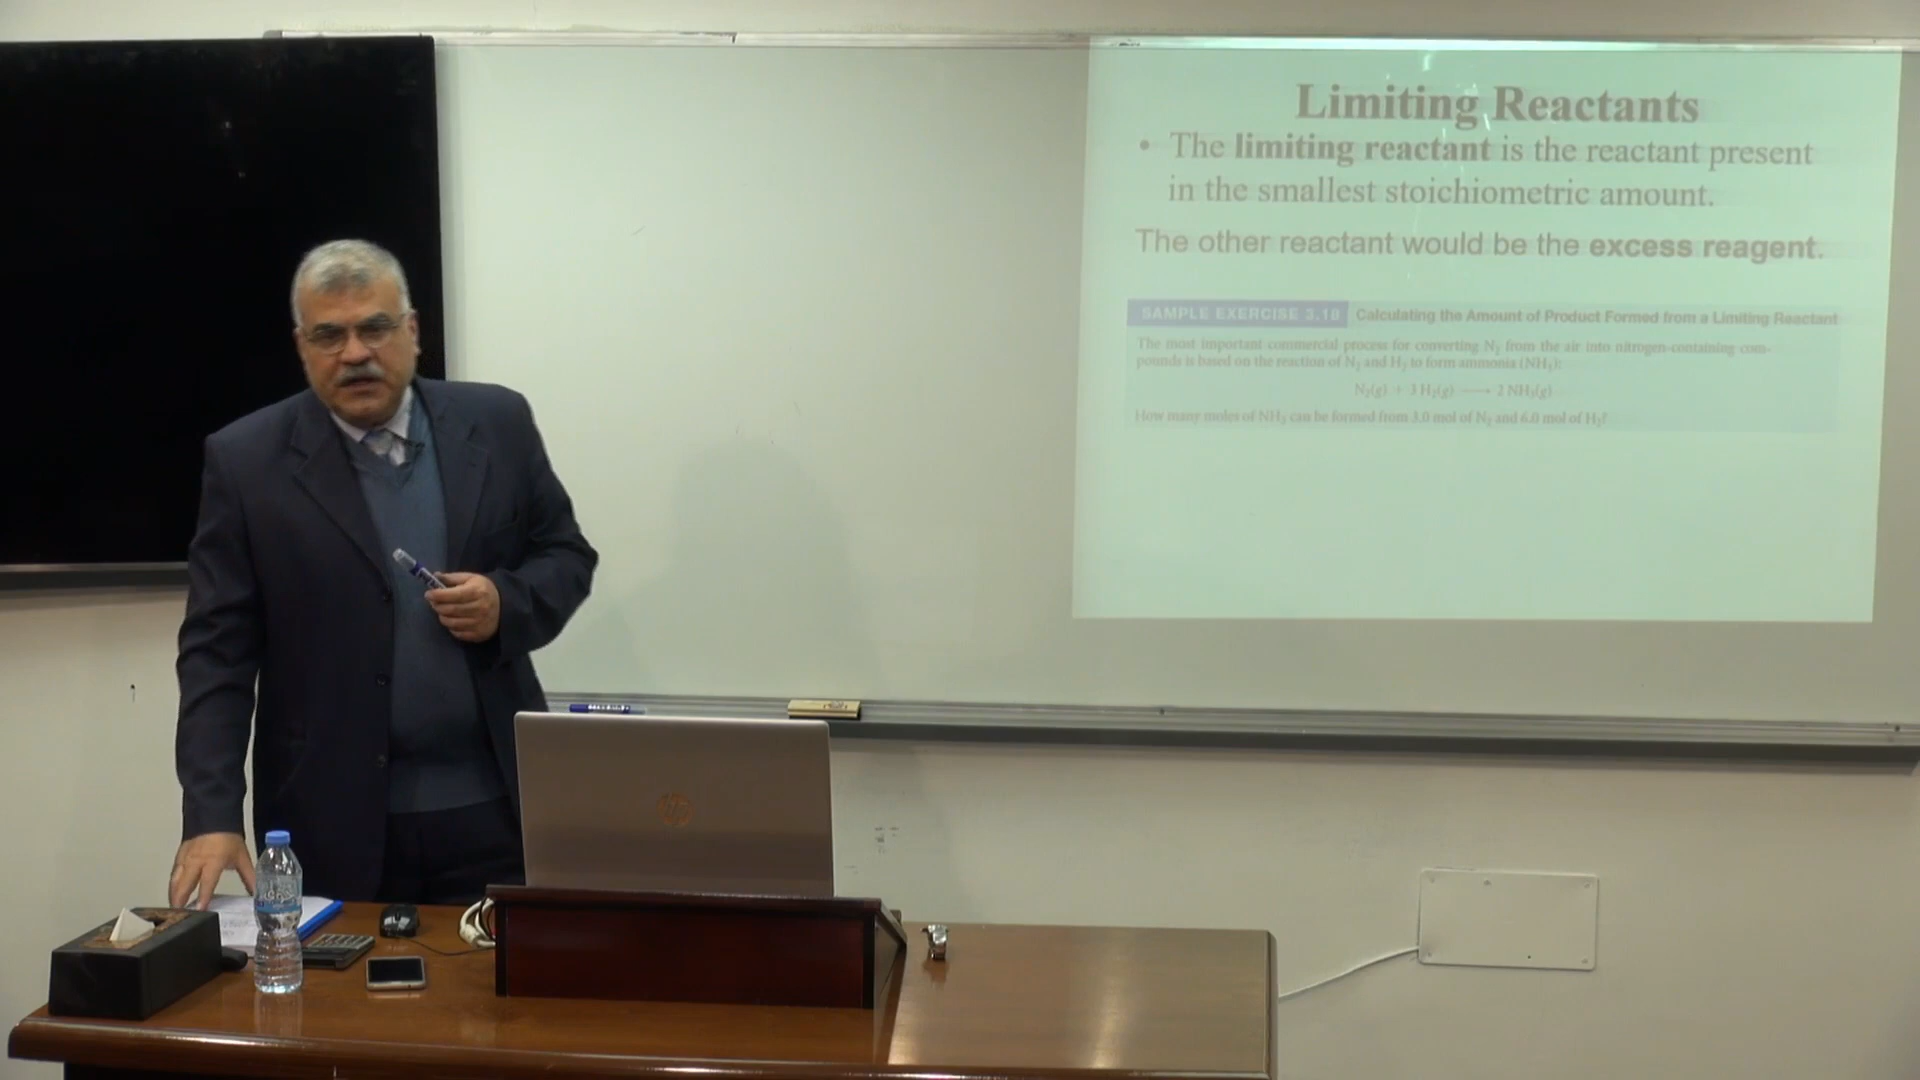 Limiting Reactants
• The limiting reactant is the reactant present
in the smallest stoichiometric amount.
The other reactant would be the excess reagent.
SAMPLE EXERCISE 3.18 Calculating the Amount of Product Formed from a Limiting Reactant
The most important commercial process for converting N₂ from the air into nitrogen-containing com-
pounds is based on the reaction of N₂ and H₂ to form ammonia (NH₃):
N₂(g) + 3 H₂(g) ⟶ 2 NH₃(g)
How many moles of NH₃ can be formed from 3.0 mol of N₂ and 6.0 mol of H₂?
hp